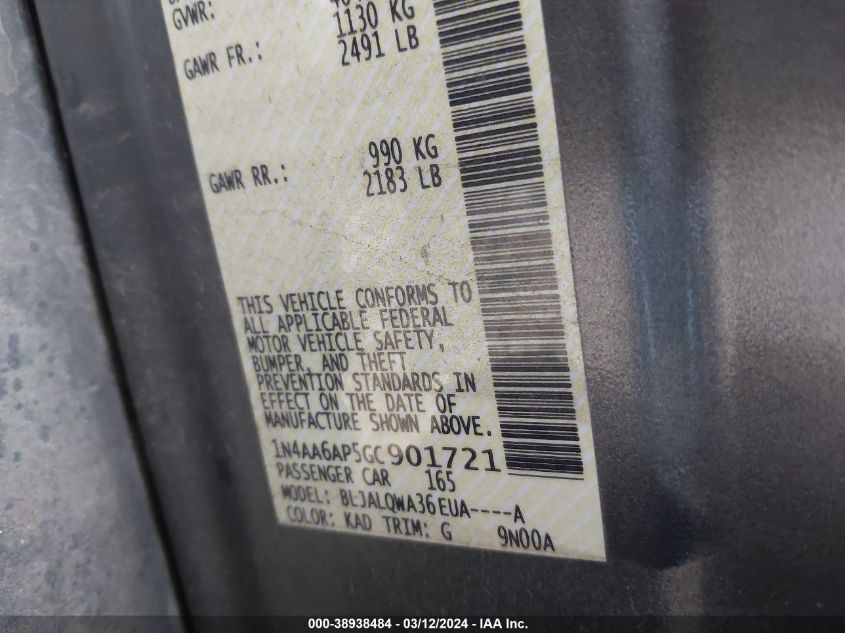 GVWR:
1130 KG
GAWR FR.: 2491 LB
990 KG
GAWR RR.: 2183 LB
THIS VEHICLE CONFORMS TO
ALL APPLICABLE FEDERAL
MOTOR VEHICLE SAFETY,
BUMPER, AND THEFT
PREVENTION STANDARDS IN
EFFECT ON THE DATE OF
MANUFACTURE SHOWN ABOVE.
1N4AA6AP5GC901721
PASSENGER CAR 165
MODEL: BLJALQWA36EUA----A
COLOR: KAD TRIM: G 9N00A
000-38938484 - 03/12/2024 - IAA Inc.